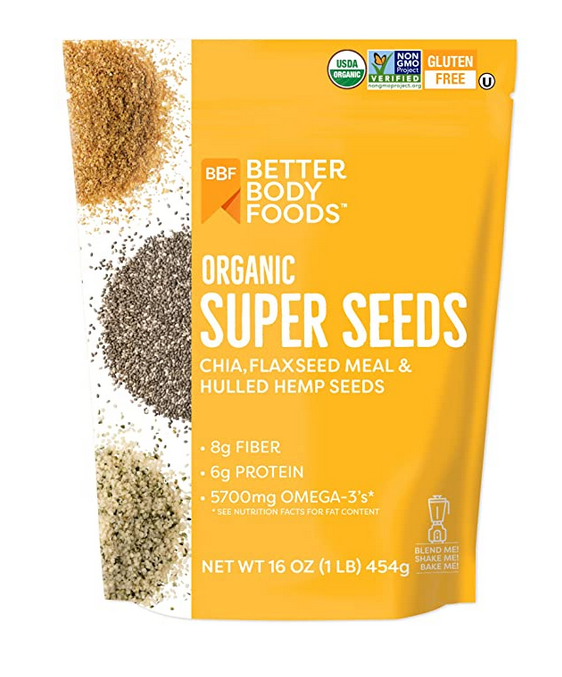 USDA
ORGANIC
NON
GMO
Project
VERIFIED
nongmoproject.org
GLUTEN
FREE
U
BBF
BETTER
BODY
FOODS™
ORGANIC
SUPER SEEDS
CHIA, FLAXSEED MEAL &
HULLED HEMP SEEDS
• 8g FIBER
• 6g PROTEIN
• 5700mg OMEGA-3's*
* SEE NUTRITION FACTS FOR FAT CONTENT
BLEND ME!
SHAKE ME!
BAKE ME!
NET WT 16 OZ (1 LB) 454g